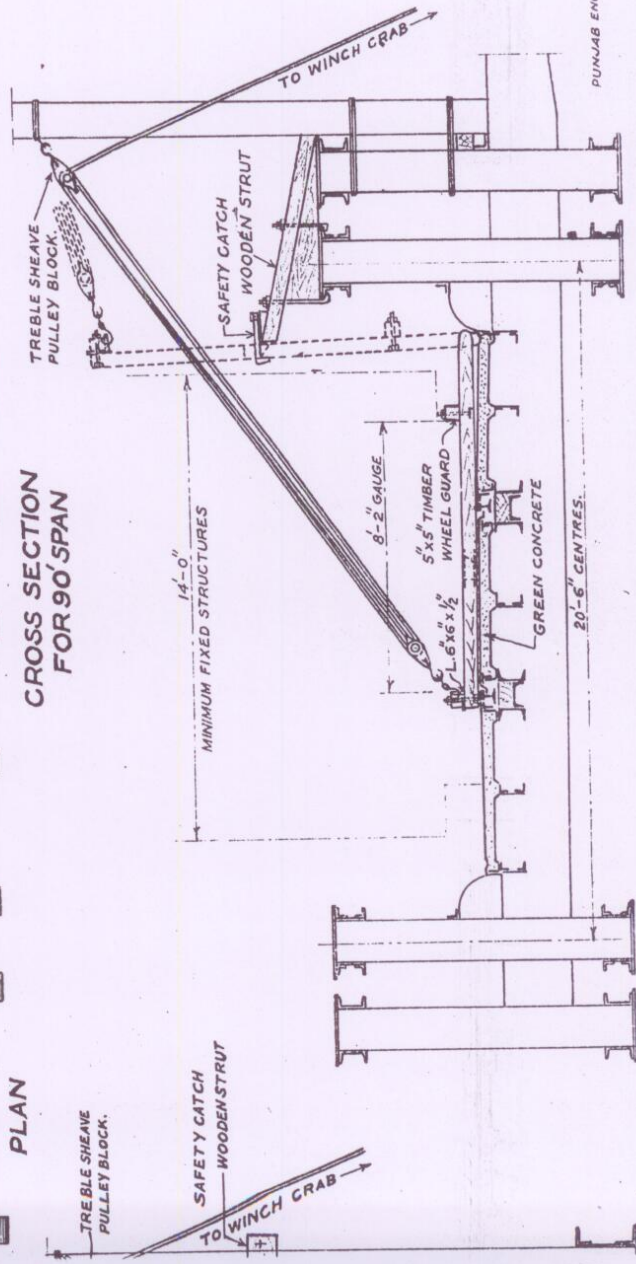 PLAN
TREBLE SHEAVE
PULLEY BLOCK.
SAFETY CATCH
WOODEN STRUT
TO WINCH CRAB
CROSS SECTION
FOR 90' SPAN
TREBLE SHEAVE
PULLEY BLOCK.
TO WINCH CRAB
SAFETY CATCH
WOODEN STRUT
14'-0"
MINIMUM FIXED STRUCTURES
8'-2" GAUGE
5"x5" TIMBER
WHEEL GUARD
L.6"x6"x1/2"
GREEN CONCRETE
20'-6" CENTRES.
PUNJAB EN